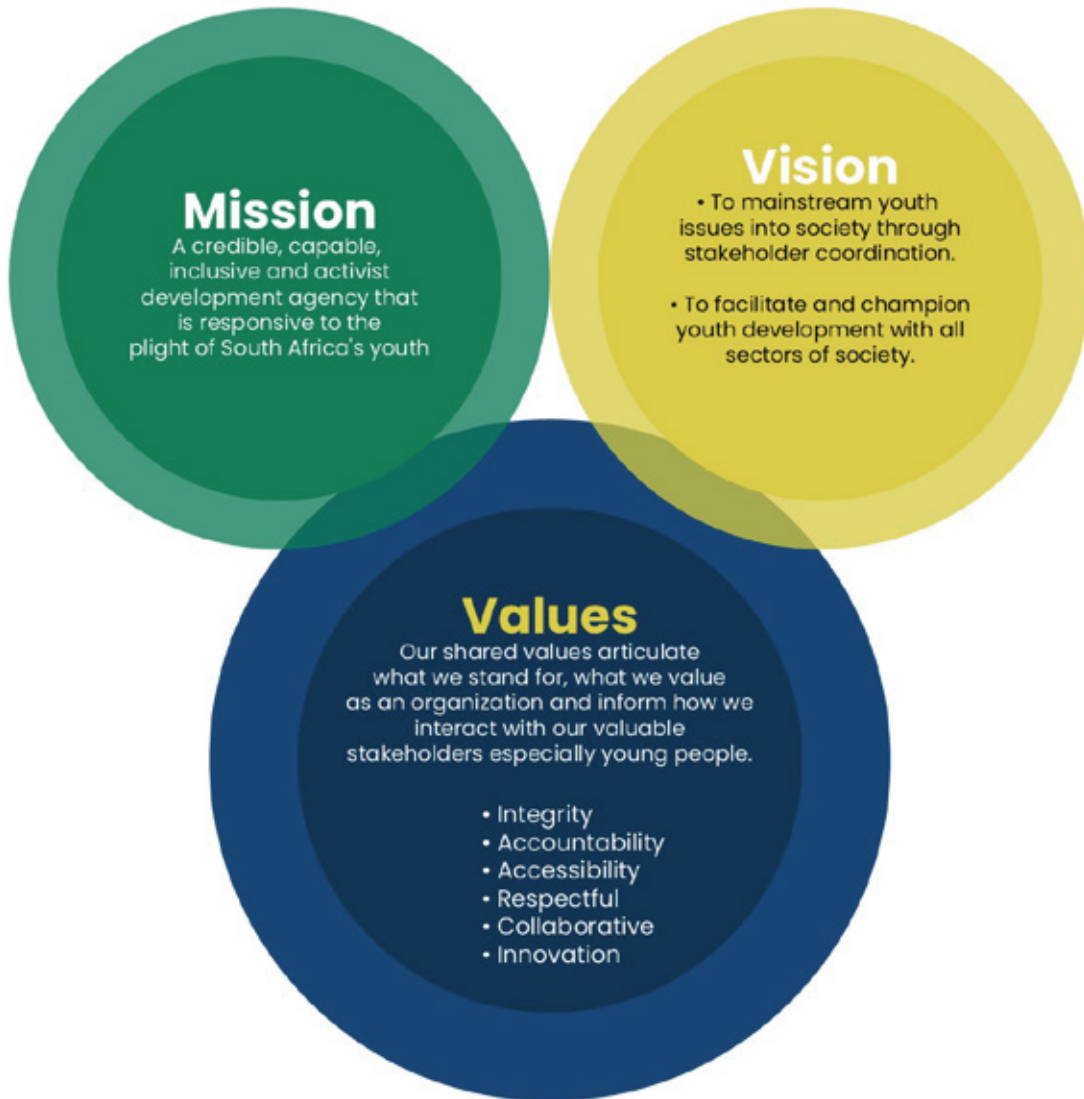 Mission
A credible, capable,
inclusive and activist
development agency that
is responsive to the
plight of South Africa's youth
Vision
• To mainstream youth
issues into society through
stakeholder coordination.
• To facilitate and champion
youth development with all
sectors of society.
Values
Our shared values articulate
what we stand for, what we value
as an organization and inform how we
interact with our valuable
stakeholders especially young people.
• Integrity
• Accountability
• Accessibility
• Respectful
• Collaborative
• Innovation